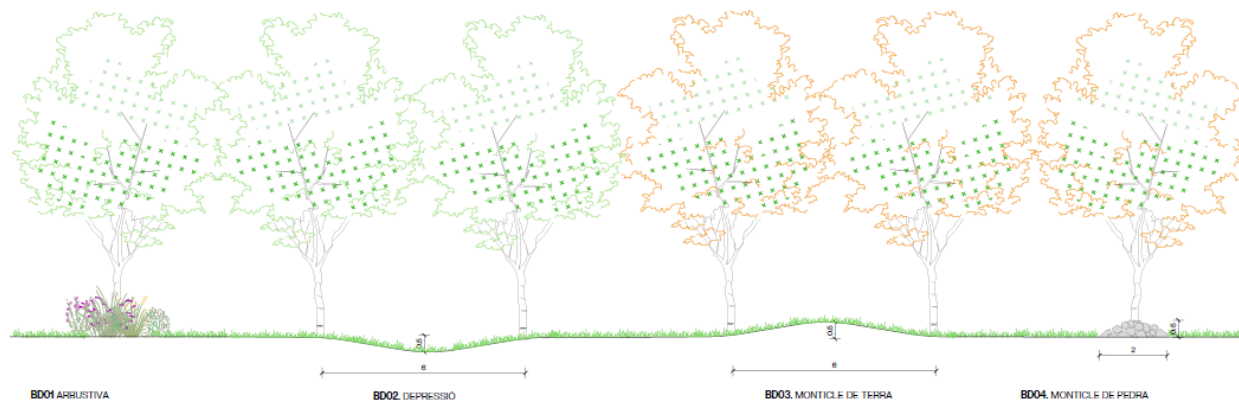 0.5
0.5
0.5
6
6
2
BD01 ARBUSTIVA
BD02. DEPRESSIÓ
BD03. MONTICLE DE TERRA
BD04. MONTICLE DE PEDRA